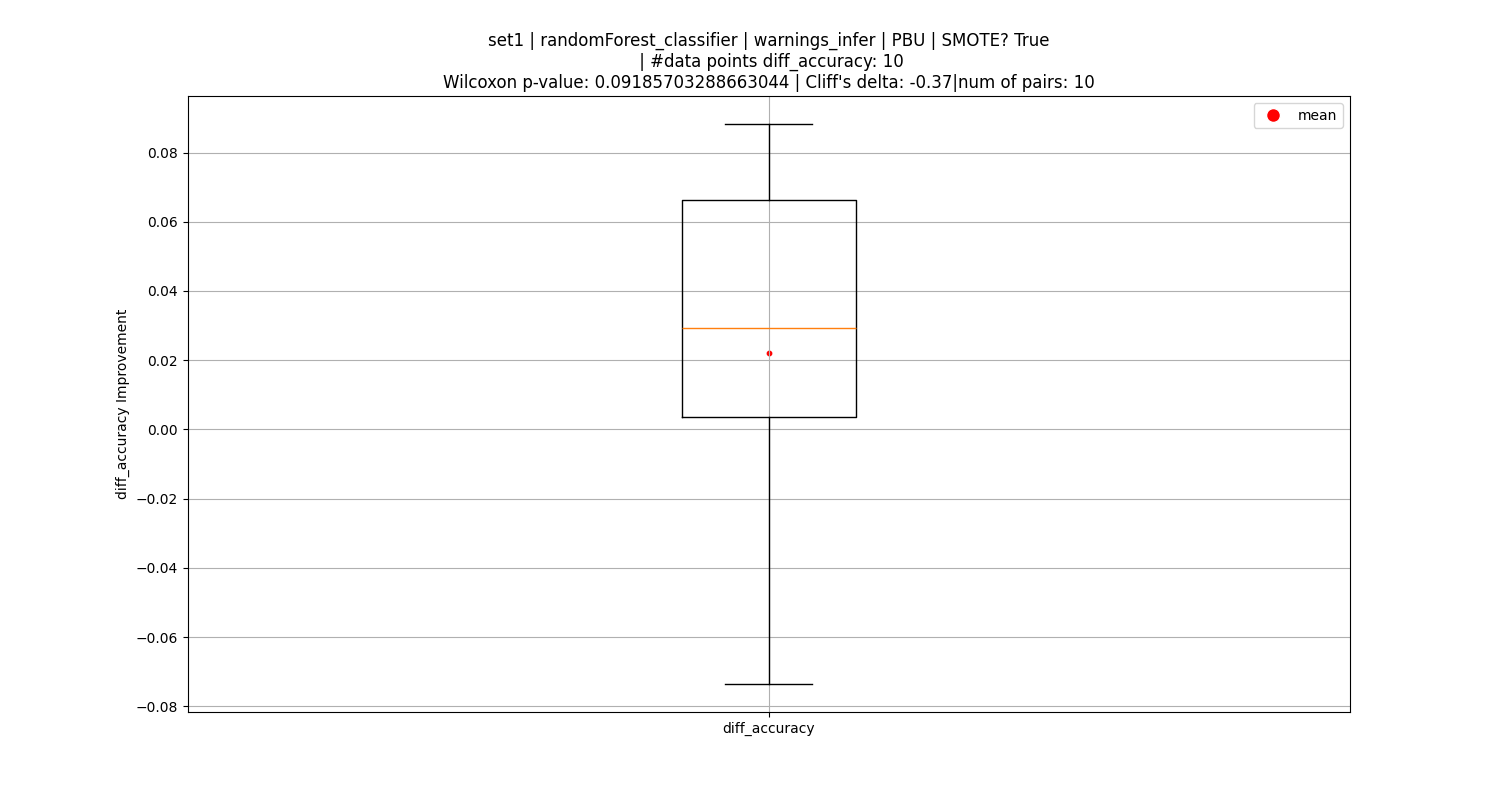 set1 | randomForest_classifier | warnings_infer | PBU | SMOTE? True
| #data points diff_accuracy: 10
Wilcoxon p-value: 0.09185703288663044 | Cliff's delta: -0.37|num of pairs: 10
mean
0.08
0.06
0.04
0.02
0.00
−0.02
−0.04
−0.06
−0.08
diff_accuracy Improvement
diff_accuracy